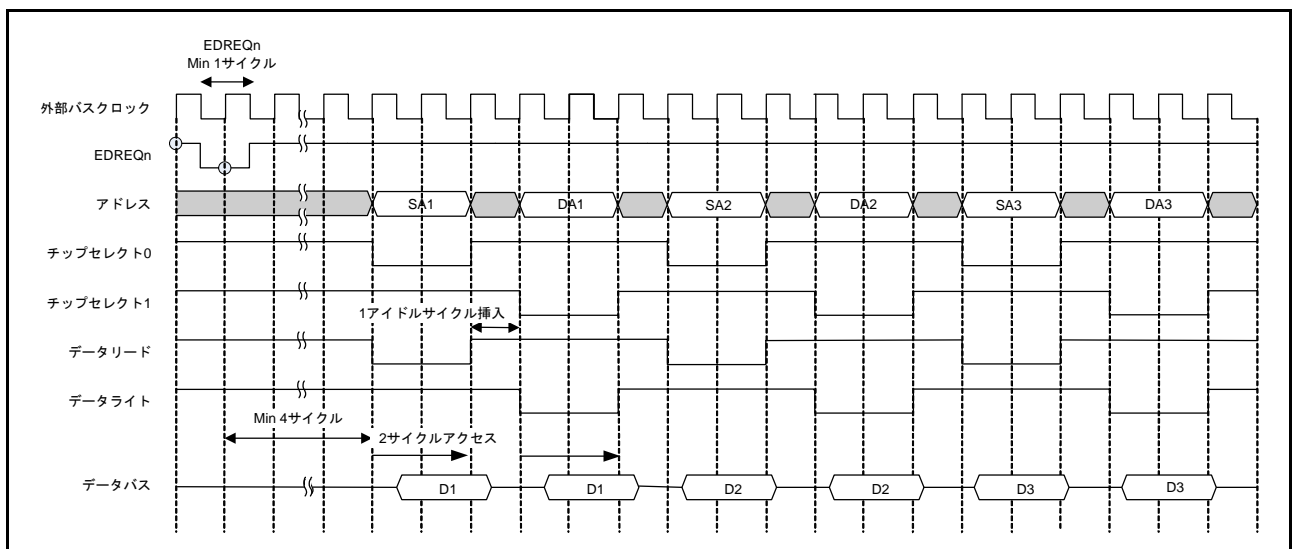 EDREQn
Min 1サイクル
外部バスクロック
EDREQn
アドレス
SA1
DA1
SA2
DA2
SA3
DA3
チップセレクト0
チップセレクト1
1アイドルサイクル挿入
データリード
データライト
Min 4サイクル
2サイクルアクセス
データバス
D1
D1
D2
D2
D3
D3